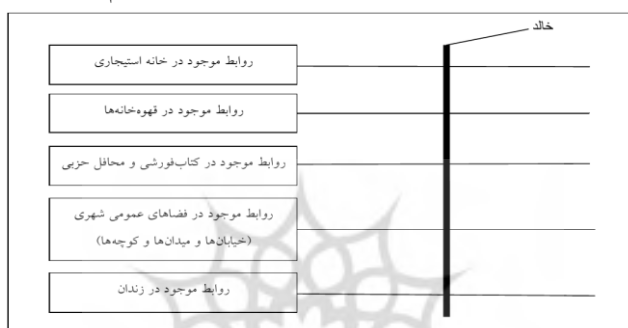 خالد
روابط موجود در خانه استیجاری
روابط موجود در قهوه‌خانه‌ها
روابط موجود در کتاب‌فورشی و محافل حزبی
روابط موجود در فضاهای عمومی شهری
(خیابان‌ها و میدان‌ها و کوچه‌ها)
روابط موجود در زندان